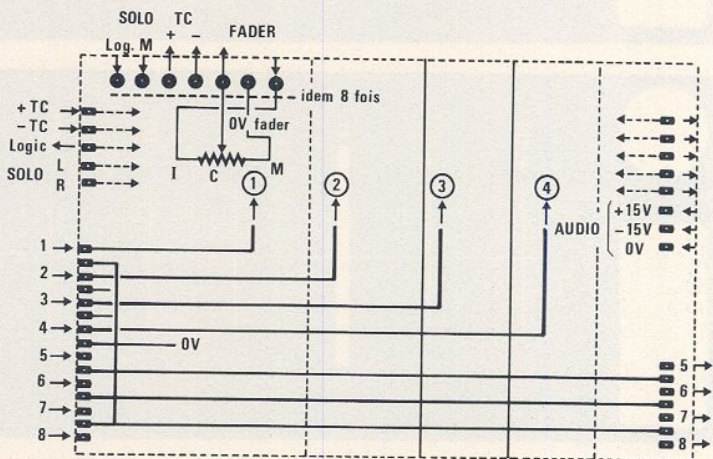 SOLO TC
Log. M + − FADER
idem 8 fois
0V fader
I C M
+ TC
− TC
Logic
SOLO L
R
1 2 3 4
AUDIO +15V
−15V
0V
1
2
3
4
0V
5
6
7
8
5
6
7
8